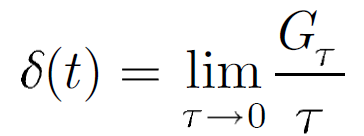 δ(t) = lim_{τ→0} G_τ / τ